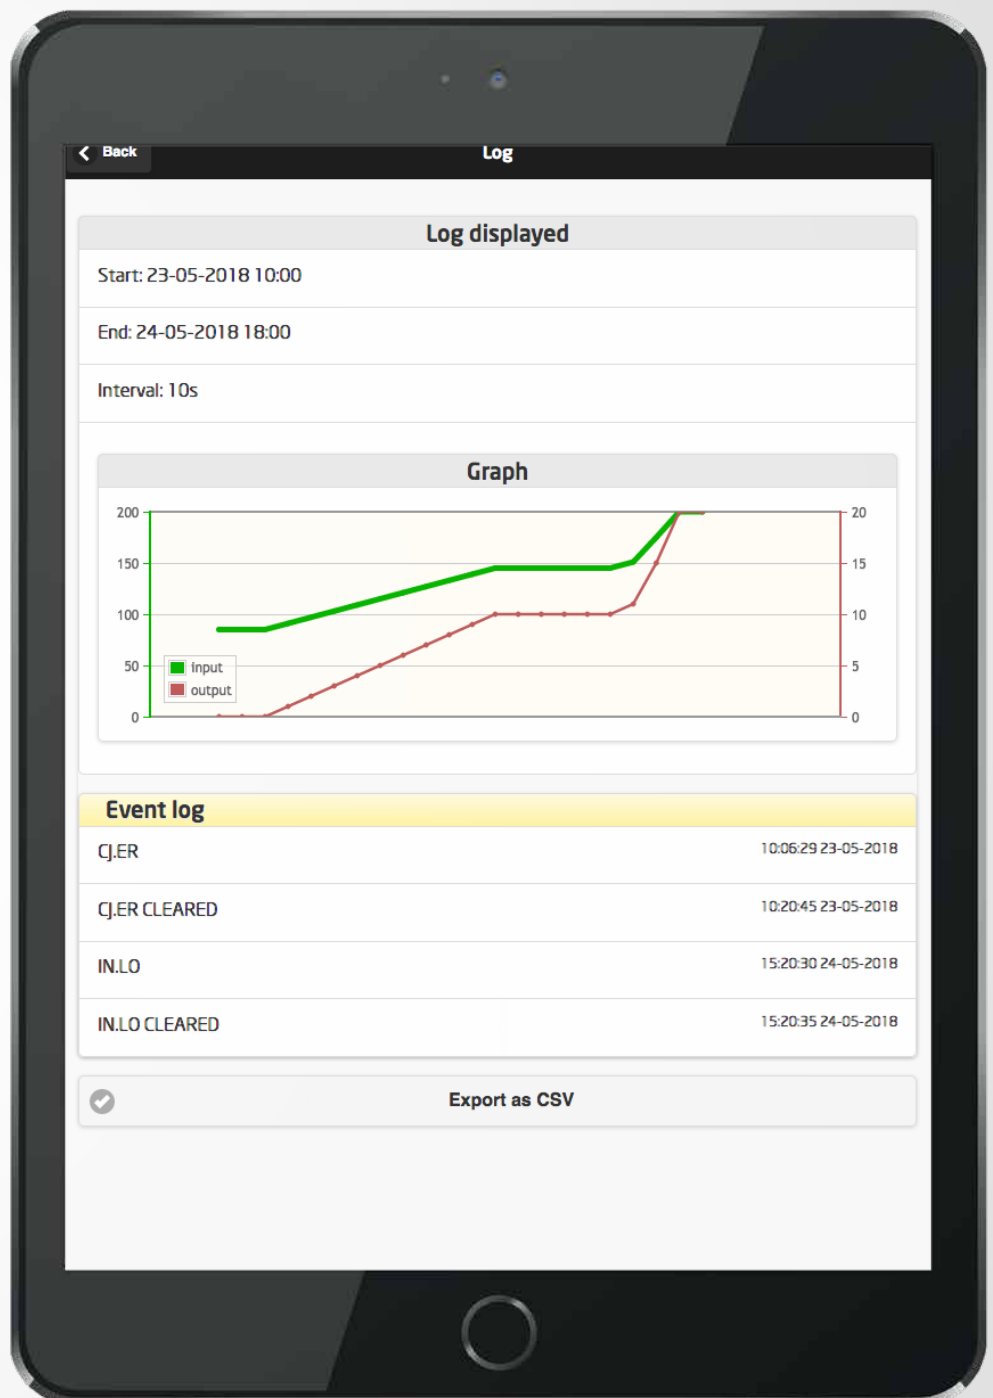 Back
Log
Log displayed
Start: 23-05-2018 10:00
End: 24-05-2018 18:00
Interval: 10s
Graph
200
150
100
50
0
20
15
10
5
0
input
output
Event log
CJ.ER 10:06:29 23-05-2018
CJ.ER CLEARED 10:20:45 23-05-2018
IN.LO 15:20:30 24-05-2018
IN.LO CLEARED 15:20:35 24-05-2018
Export as CSV